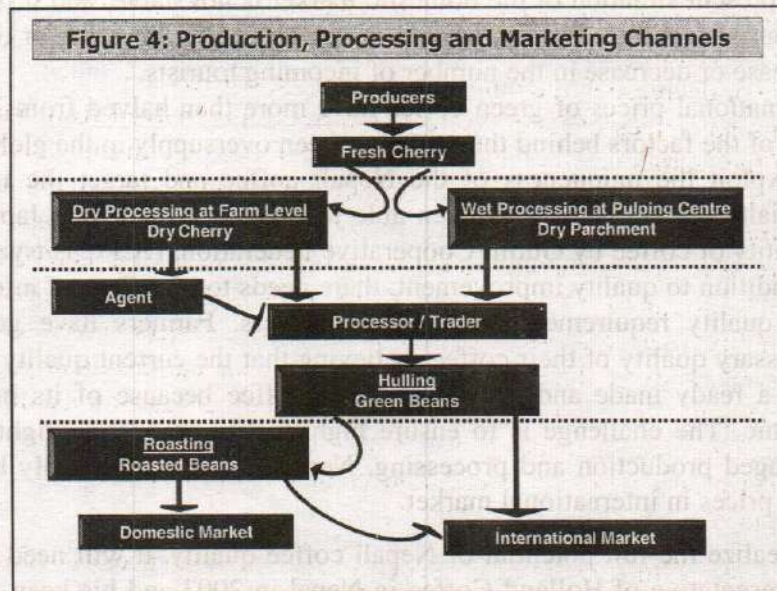 Figure 4: Production, Processing and Marketing Channels
Producers
Fresh Cherry
Dry Processing at Farm Level
Dry Cherry
Wet Processing at Pulping Centre
Dry Parchment
Agent
Processor / Trader
Hulling
Green Beans
Roasting
Roasted Beans
Domestic Market
International Market